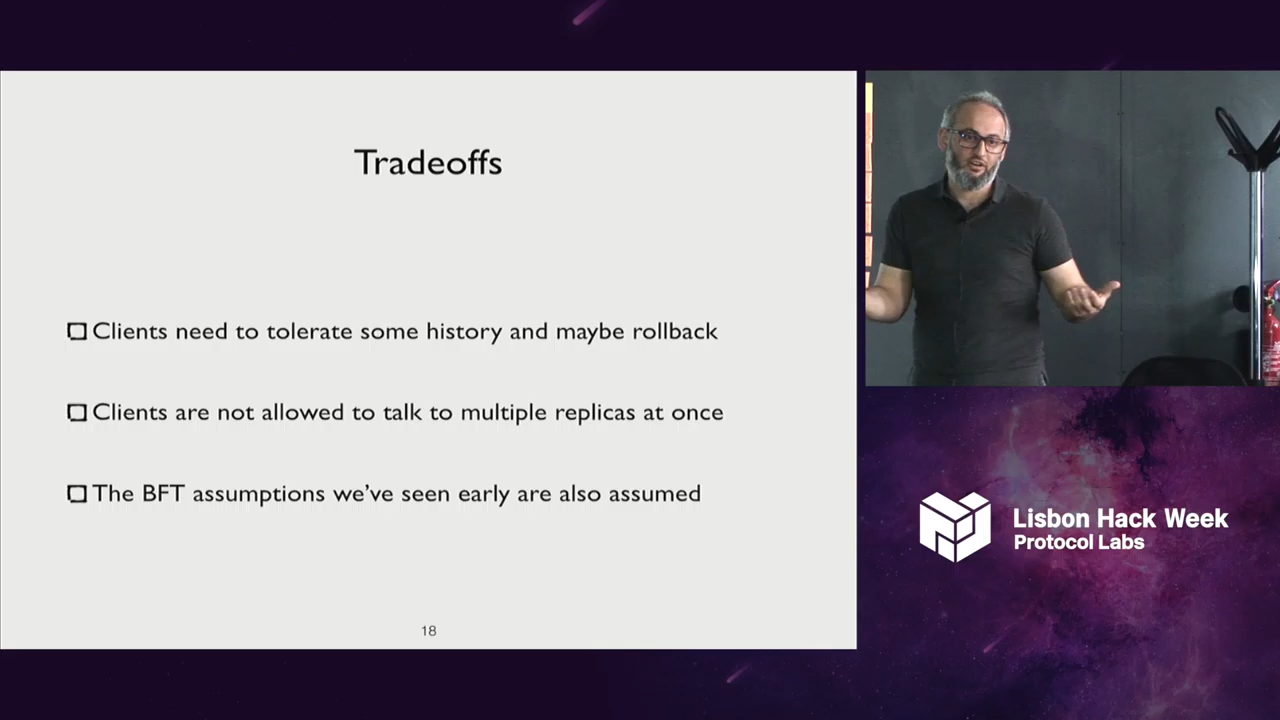 Tradeoffs
Clients need to tolerate some history and maybe rollback
Clients are not allowed to talk to multiple replicas at once
The BFT assumptions we've seen early are also assumed
18
Lisbon Hack Week
Protocol Labs